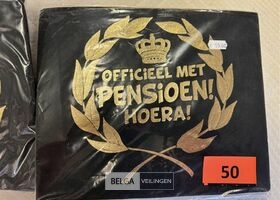 OFFICIEEL MET
PENSiOEN!
HOERA!
BELGA VEILINGEN
50